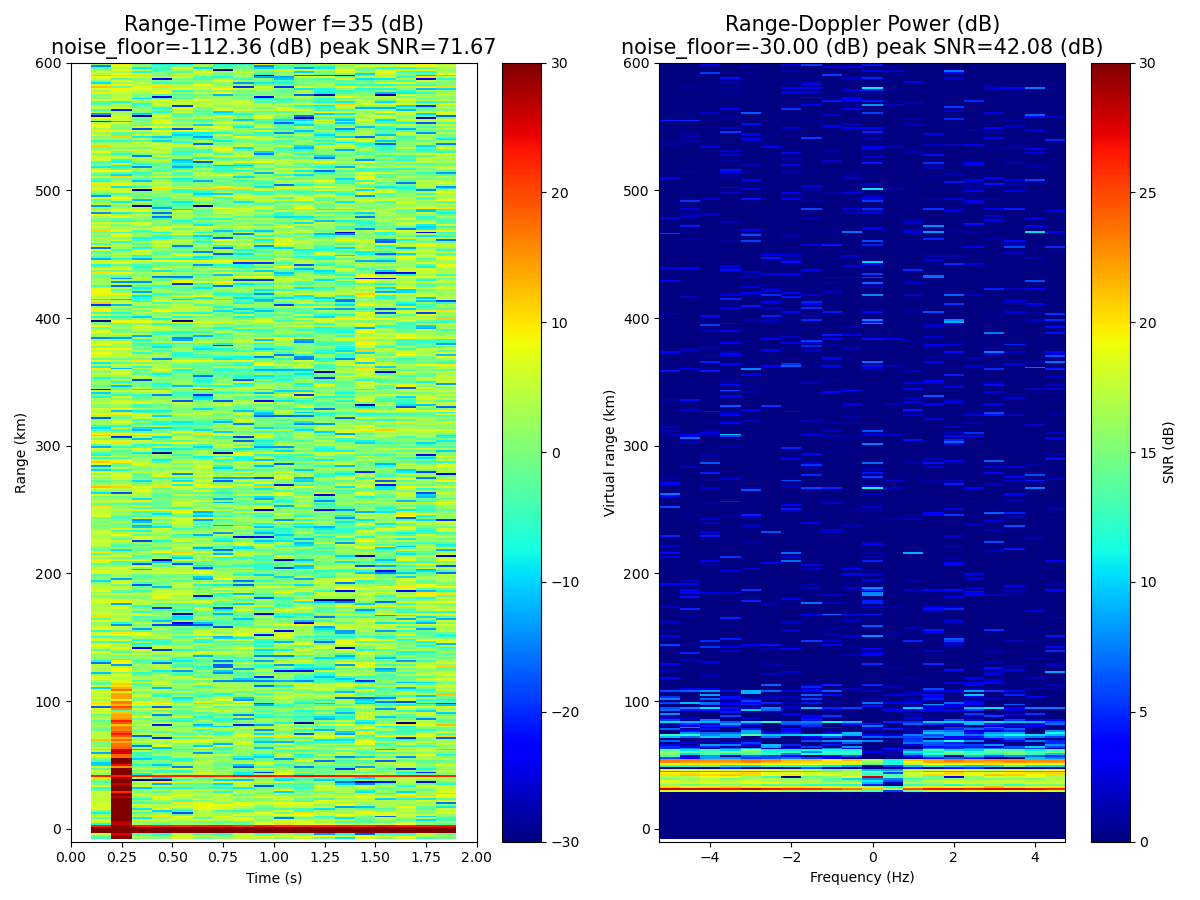 Range-Time Power f=35 (dB)
noise_floor=-112.36 (dB) peak SNR=71.67
600
500
400
300
200
100
0
Range (km)
0.00 0.25 0.50 0.75 1.00 1.25 1.50 1.75 2.00
Time (s)
30
20
10
0
−10
−20
−30
Range-Doppler Power (dB)
noise_floor=-30.00 (dB) peak SNR=42.08 (dB)
600
500
400
300
200
100
0
Virtual range (km)
−4 −2 0 2 4
Frequency (Hz)
30
25
20
15
10
5
0
SNR (dB)